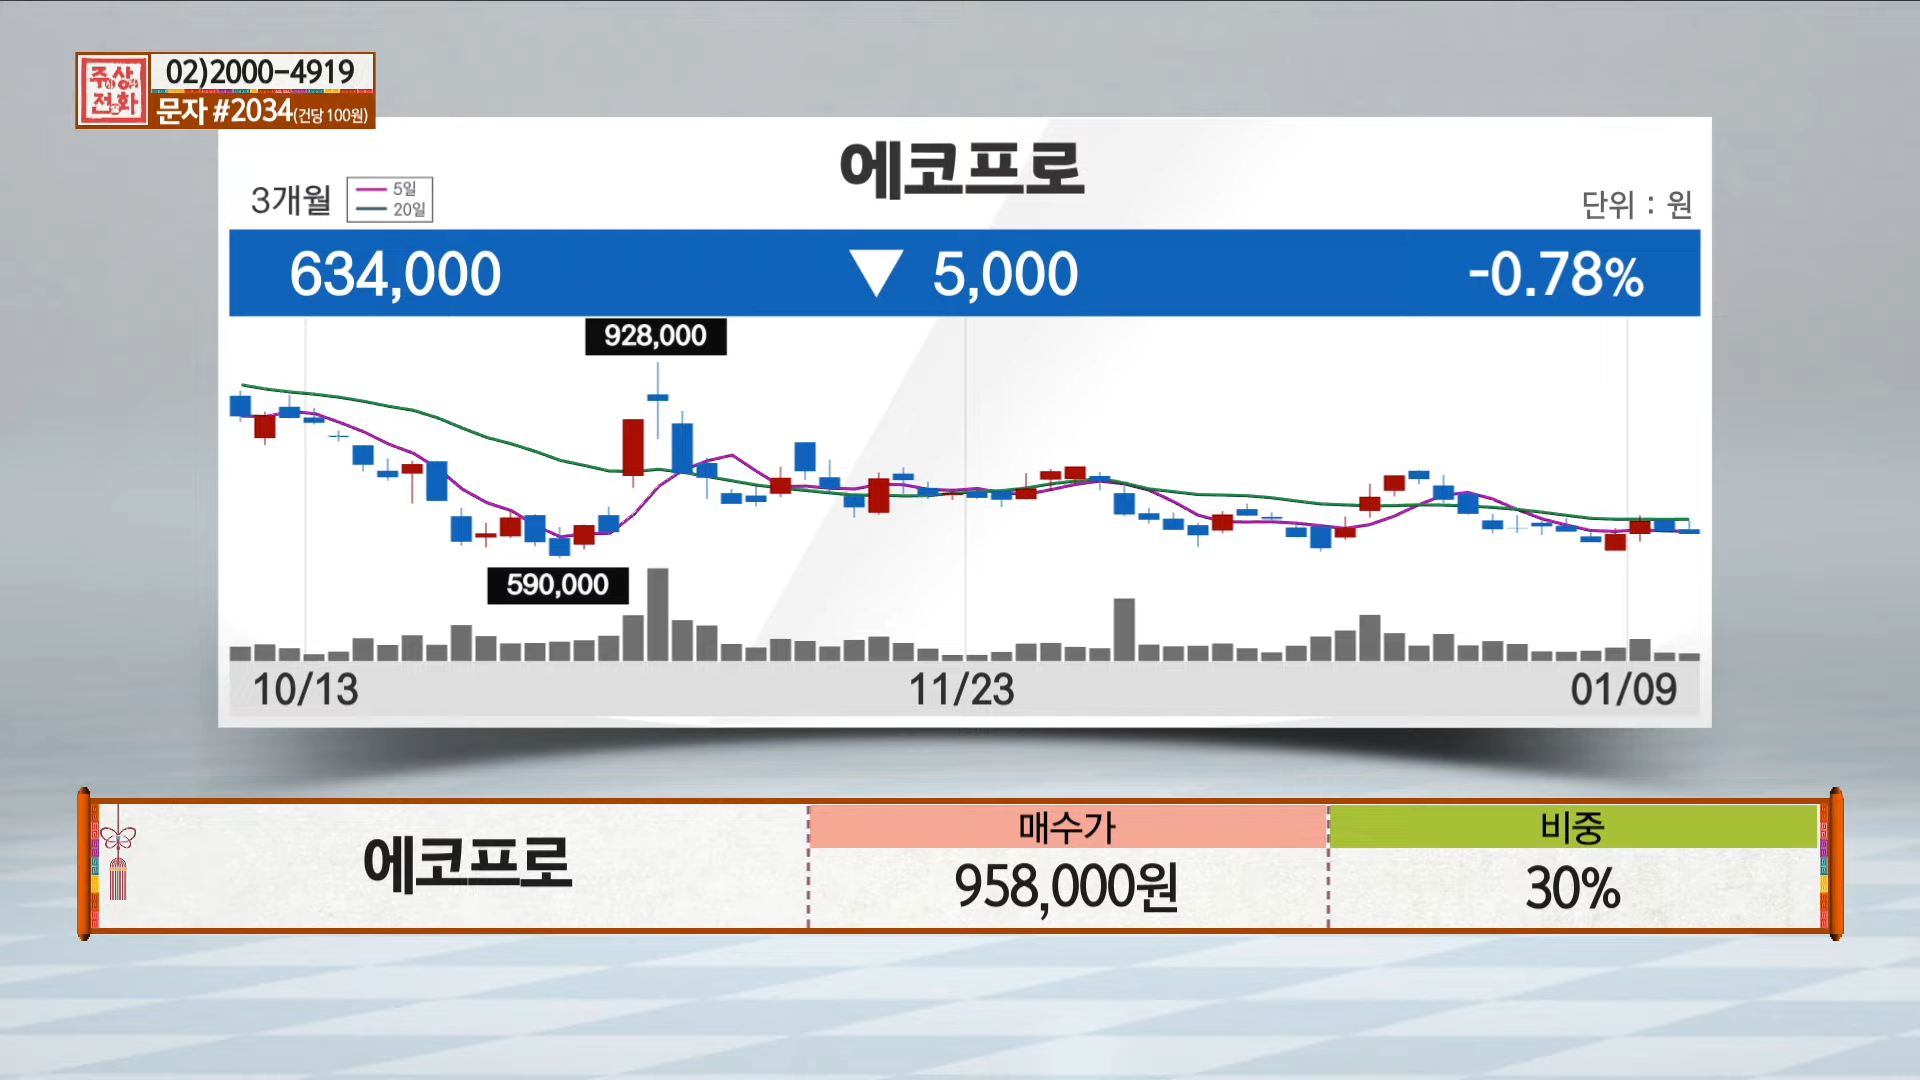 주상전화
02)2000-4919
문자 #2034(건당 100원)
에코프로
3개월
5일
20일
단위 : 원
634,000 ▼ 5,000 -0.78%
928,000
590,000
10/13 11/23 01/09
에코프로
매수가
958,000원
비중
30%